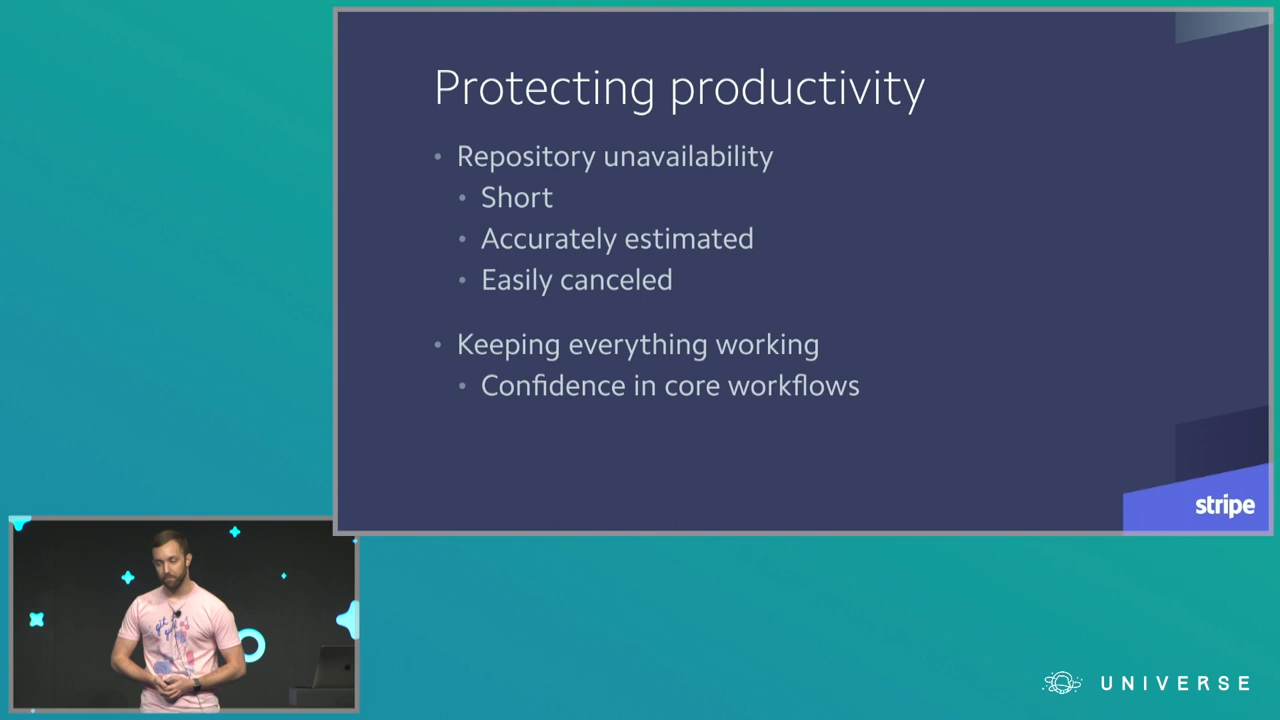 Protecting productivity
• Repository unavailability
• Short
• Accurately estimated
• Easily canceled
• Keeping everything working
• Confidence in core workflows
stripe
UNIVERSE